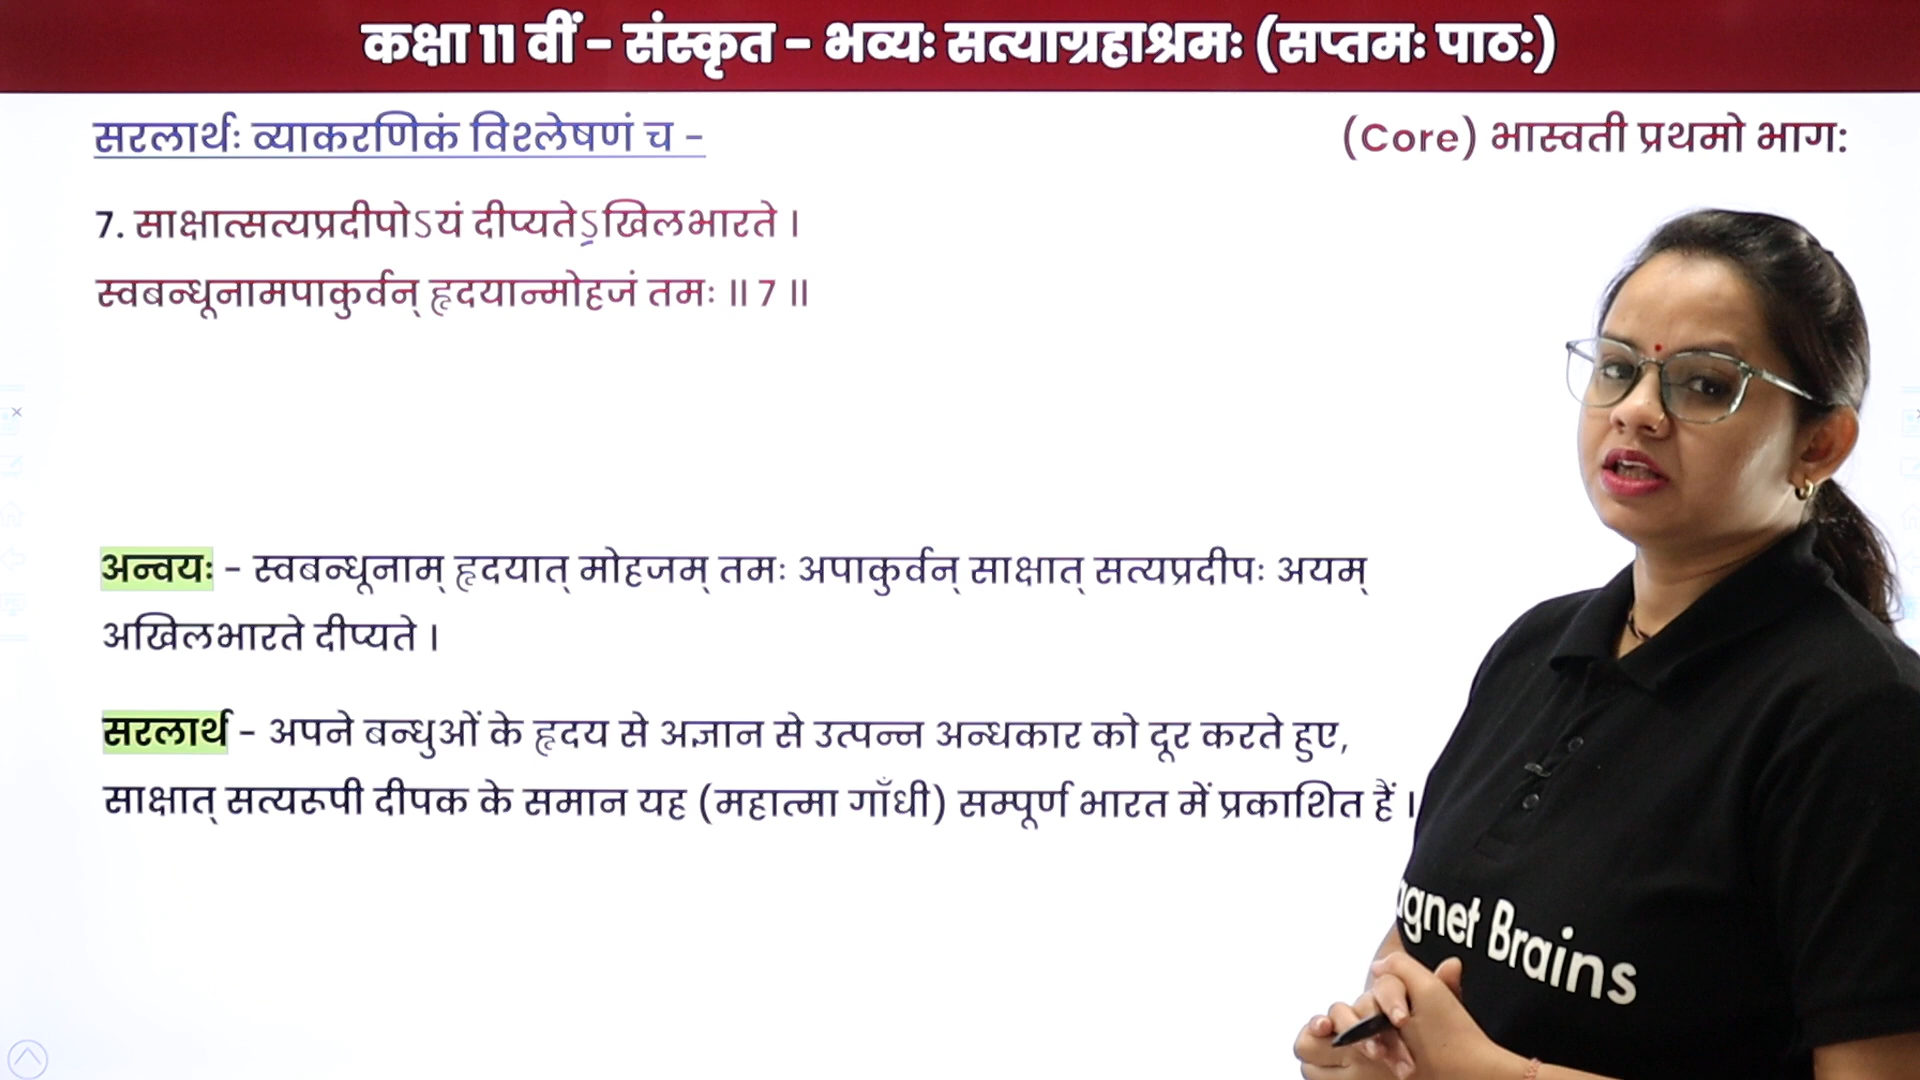 कक्षा 11 वीं - संस्कृत - भव्यः सत्याग्रहाश्रमः (सप्तमः पाठ:)
सरलार्थः व्याकरणिकं विश्लेषणं च -
(Core) भास्वती प्रथमो भाग:
7. साक्षात्सत्यप्रदीपोऽयं दीप्यतेऽखिलभारते ।
स्वबन्धूनामपाकुर्वन् हृदयान्मोहजं तमः ॥ 7 ॥
अन्वयः - स्वबन्धूनाम् हृदयात् मोहजम् तमः अपाकुर्वन् साक्षात् सत्यप्रदीपः अयम्
अखिलभारते दीप्यते ।
सरलार्थ - अपने बन्धुओं के हृदय से अज्ञान से उत्पन्न अन्धकार को दूर करते हुए,
साक्षात् सत्यरूपी दीपक के समान यह (महात्मा गाँधी) सम्पूर्ण भारत में प्रकाशित हैं ।
agnet Brains